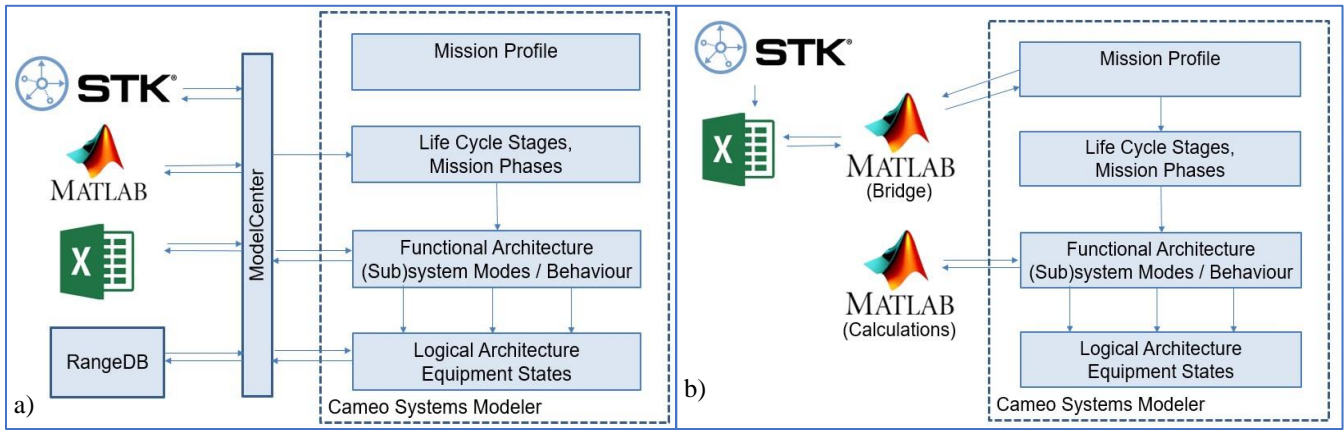 STK®
MATLAB
X
RangeDB
a)
ModelCenter
Mission Profile
Life Cycle Stages,
Mission Phases
Functional Architecture
(Sub)system Modes / Behaviour
Logical Architecture
Equipment States
Cameo Systems Modeler
STK®
X
MATLAB
(Bridge)
MATLAB
(Calculations)
b)
Mission Profile
Life Cycle Stages,
Mission Phases
Functional Architecture
(Sub)system Modes / Behaviour
Logical Architecture
Equipment States
Cameo Systems Modeler